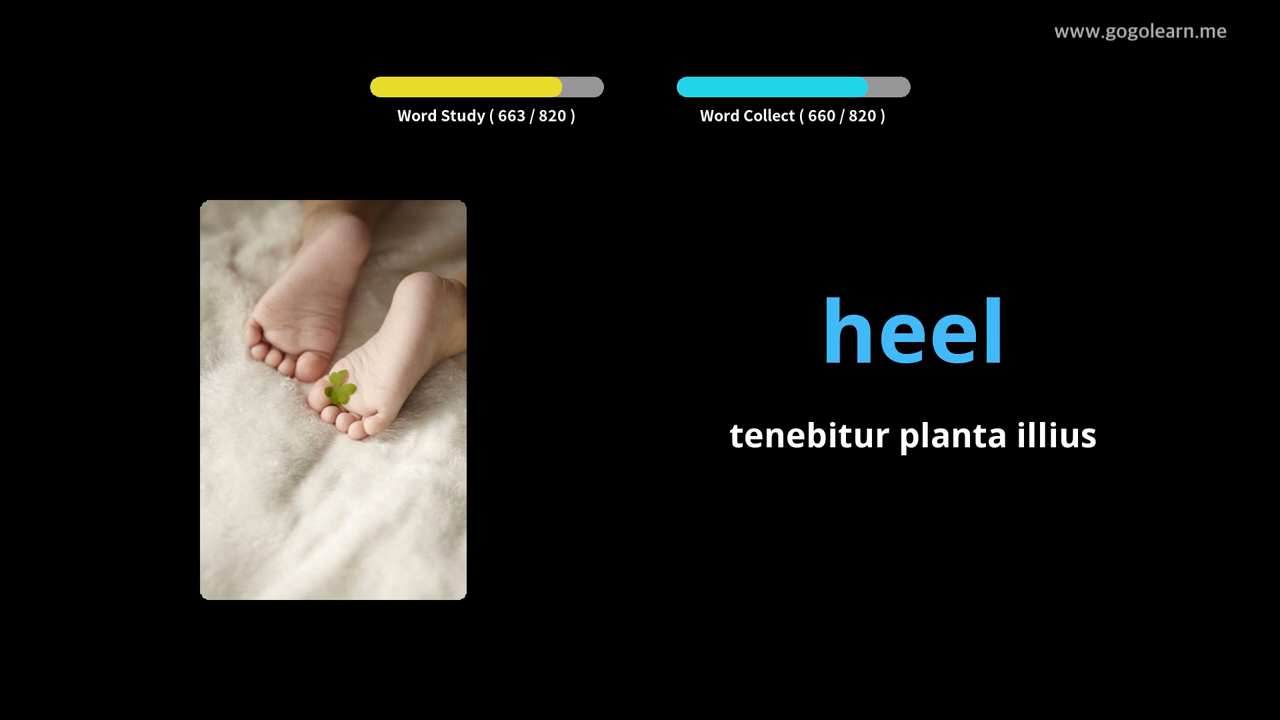 www.gogolearn.me
Word Study ( 663 / 820 )
Word Collect ( 660 / 820 )
heel
tenebitur planta illius